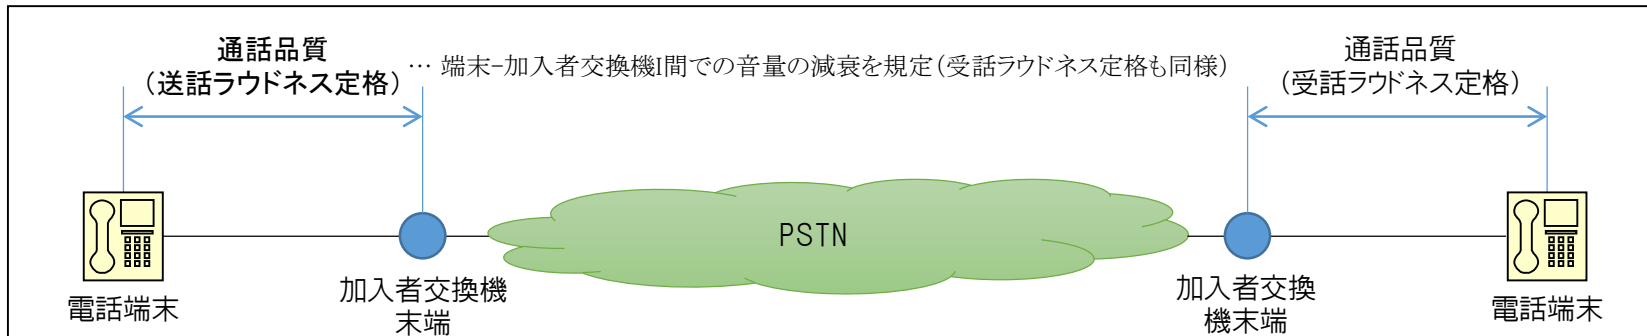 通話品質
（送話ラウドネス定格）
… 端末−加入者交換機I間での音量の減衰を規定（受話ラウドネス定格も同様）
通話品質
（受話ラウドネス定格）
PSTN
電話端末
加入者交換機
末端
加入者交換
機末端
電話端末